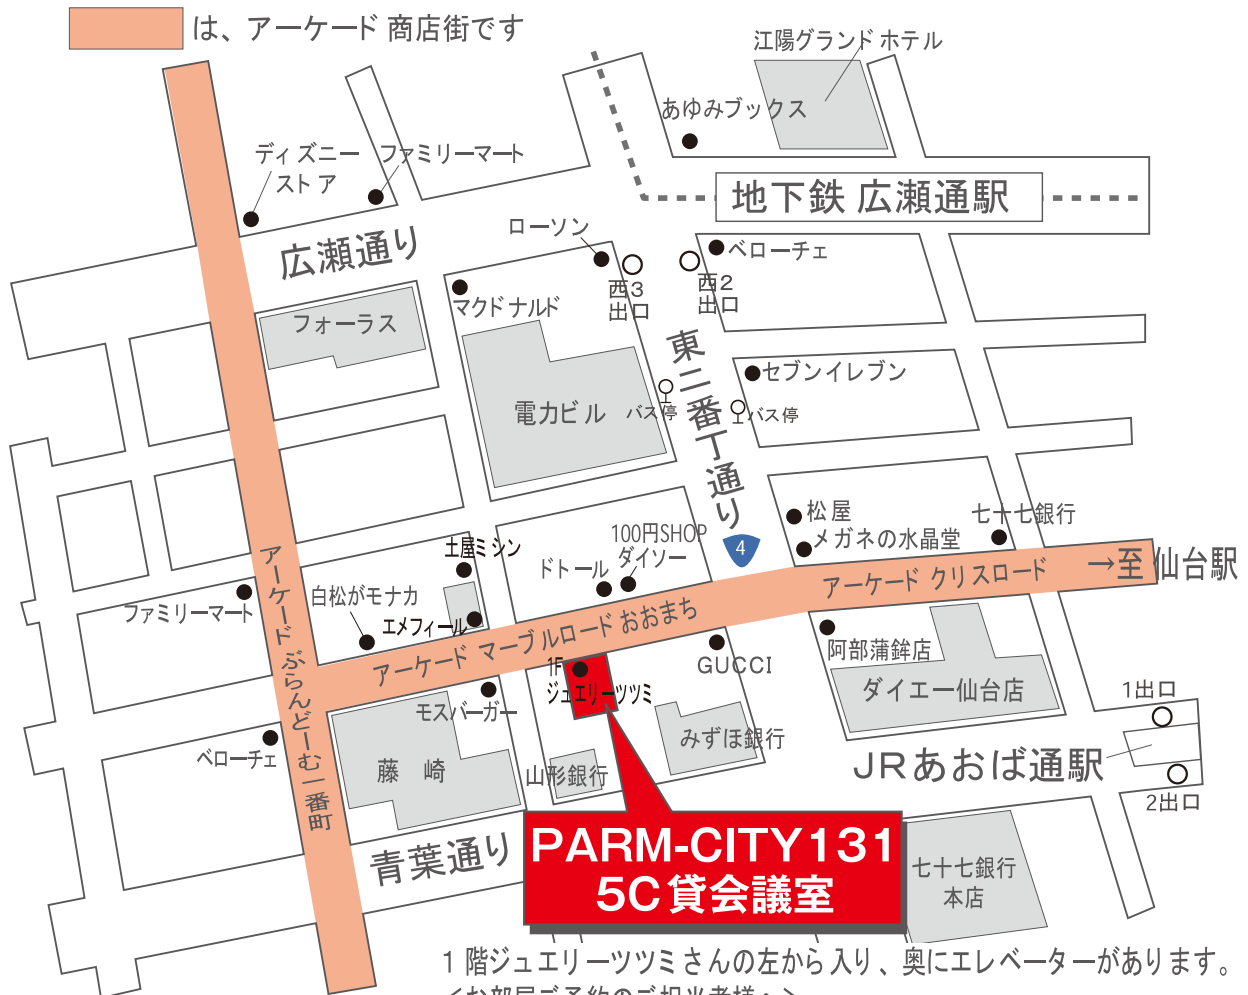 は、アーケード 商店街です
江陽グランドホテル
あゆみブックス
ディズニー
ストア
ファミリーマート
地下鉄 広瀬通駅
ローソン
ベローチェ
広瀬通り
西3
出口
西2
出口
マクドナルド
フォーラス
東二番丁通り
セブンイレブン
電力ビル
バス停
バス停
松屋
七十七銀行
100円SHOP
ダイソー
メガネの水晶堂
4
土屋ミシン
ドトール
アーケード クリスロード
→至 仙台駅
ファミリーマート
白松がモナカ
エメフィール
アーケード マーブルロード おおまち
アーケード ぶらんどーむ一番町
阿部蒲鉾店
1F
ジュエリーツツミ
GUCCI
ダイエー仙台店
モスバーガー
1出口
みずほ銀行
ベローチェ
藤 崎
山形銀行
JRあおば通駅
2出口
青葉通り
PARM-CITY131
5C貸会議室
七十七銀行
本店
1 階ジュエリーツツミさんの左から入り、奥にエレベーターがあります。
<お部屋ご予約のご担当者様へ>